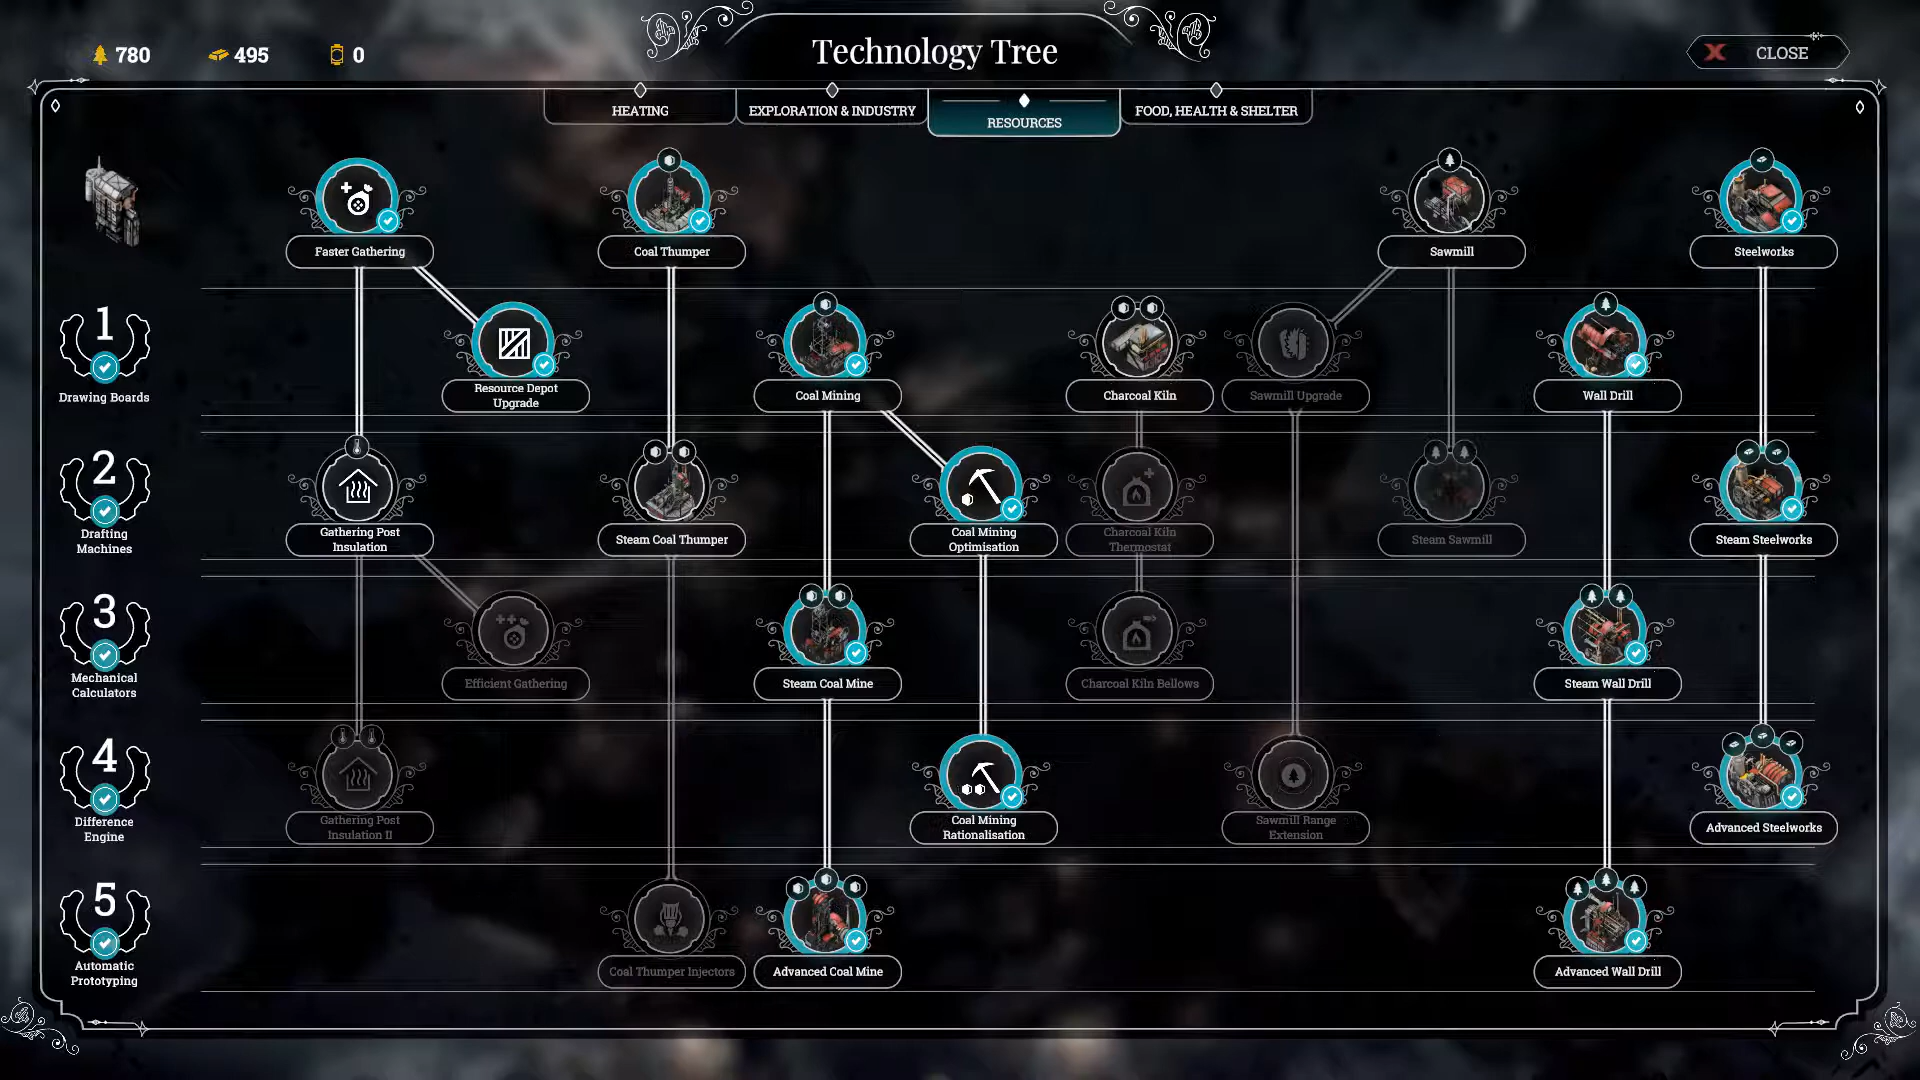 Technology Tree
780
495
0
CLOSE
HEATING
EXPLORATION & INDUSTRY
RESOURCES
FOOD, HEALTH & SHELTER
Faster Gathering
Coal Thumper
Sawmill
Steelworks
1
Drawing Boards
Resource Depot
Upgrade
Coal Mining
Charcoal Kiln
Sawmill Upgrade
Wall Drill
2
Drafting
Machines
Gathering Post
Insulation
Steam Coal Thumper
Coal Mining
Optimisation
Charcoal Kiln
Thermostat
Steam Sawmill
Steam Steelworks
3
Mechanical
Calculators
Efficient Gathering
Steam Coal Mine
Charcoal Kiln Bellows
Steam Wall Drill
4
Difference
Engine
Gathering Post
Insulation II
Coal Mining
Rationalisation
Sawmill Range
Extension
Advanced Steelworks
5
Automatic
Prototyping
Coal Thumper Injectors
Advanced Coal Mine
Advanced Wall Drill